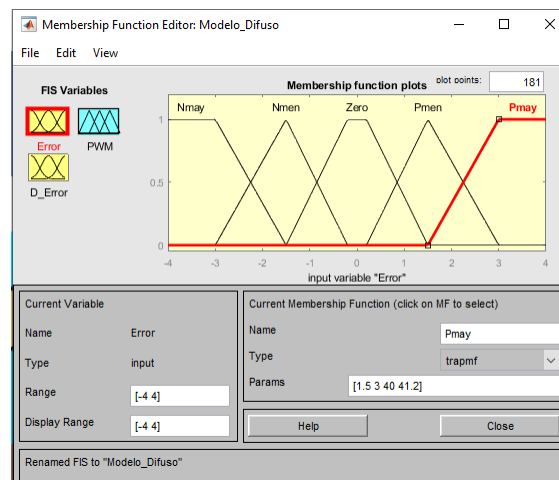 Membership Function Editor: Modelo_Difuso
File Edit View
FIS Variables
Error
PWM
D_Error
Membership function plots
plot points:
181
Nmay Nmen Zero Pmen Pmay
1
0.5
0
-4 -3 -2 -1 0 1 2 3 4
input variable "Error"
Current Variable
Name Error
Type input
Range [-4 4]
Display Range [-4 4]
Current Membership Function (click on MF to select)
Name Pmay
Type trapmf
Params [1.5 3 40 41.2]
Help Close
Renamed FIS to "Modelo_Difuso"